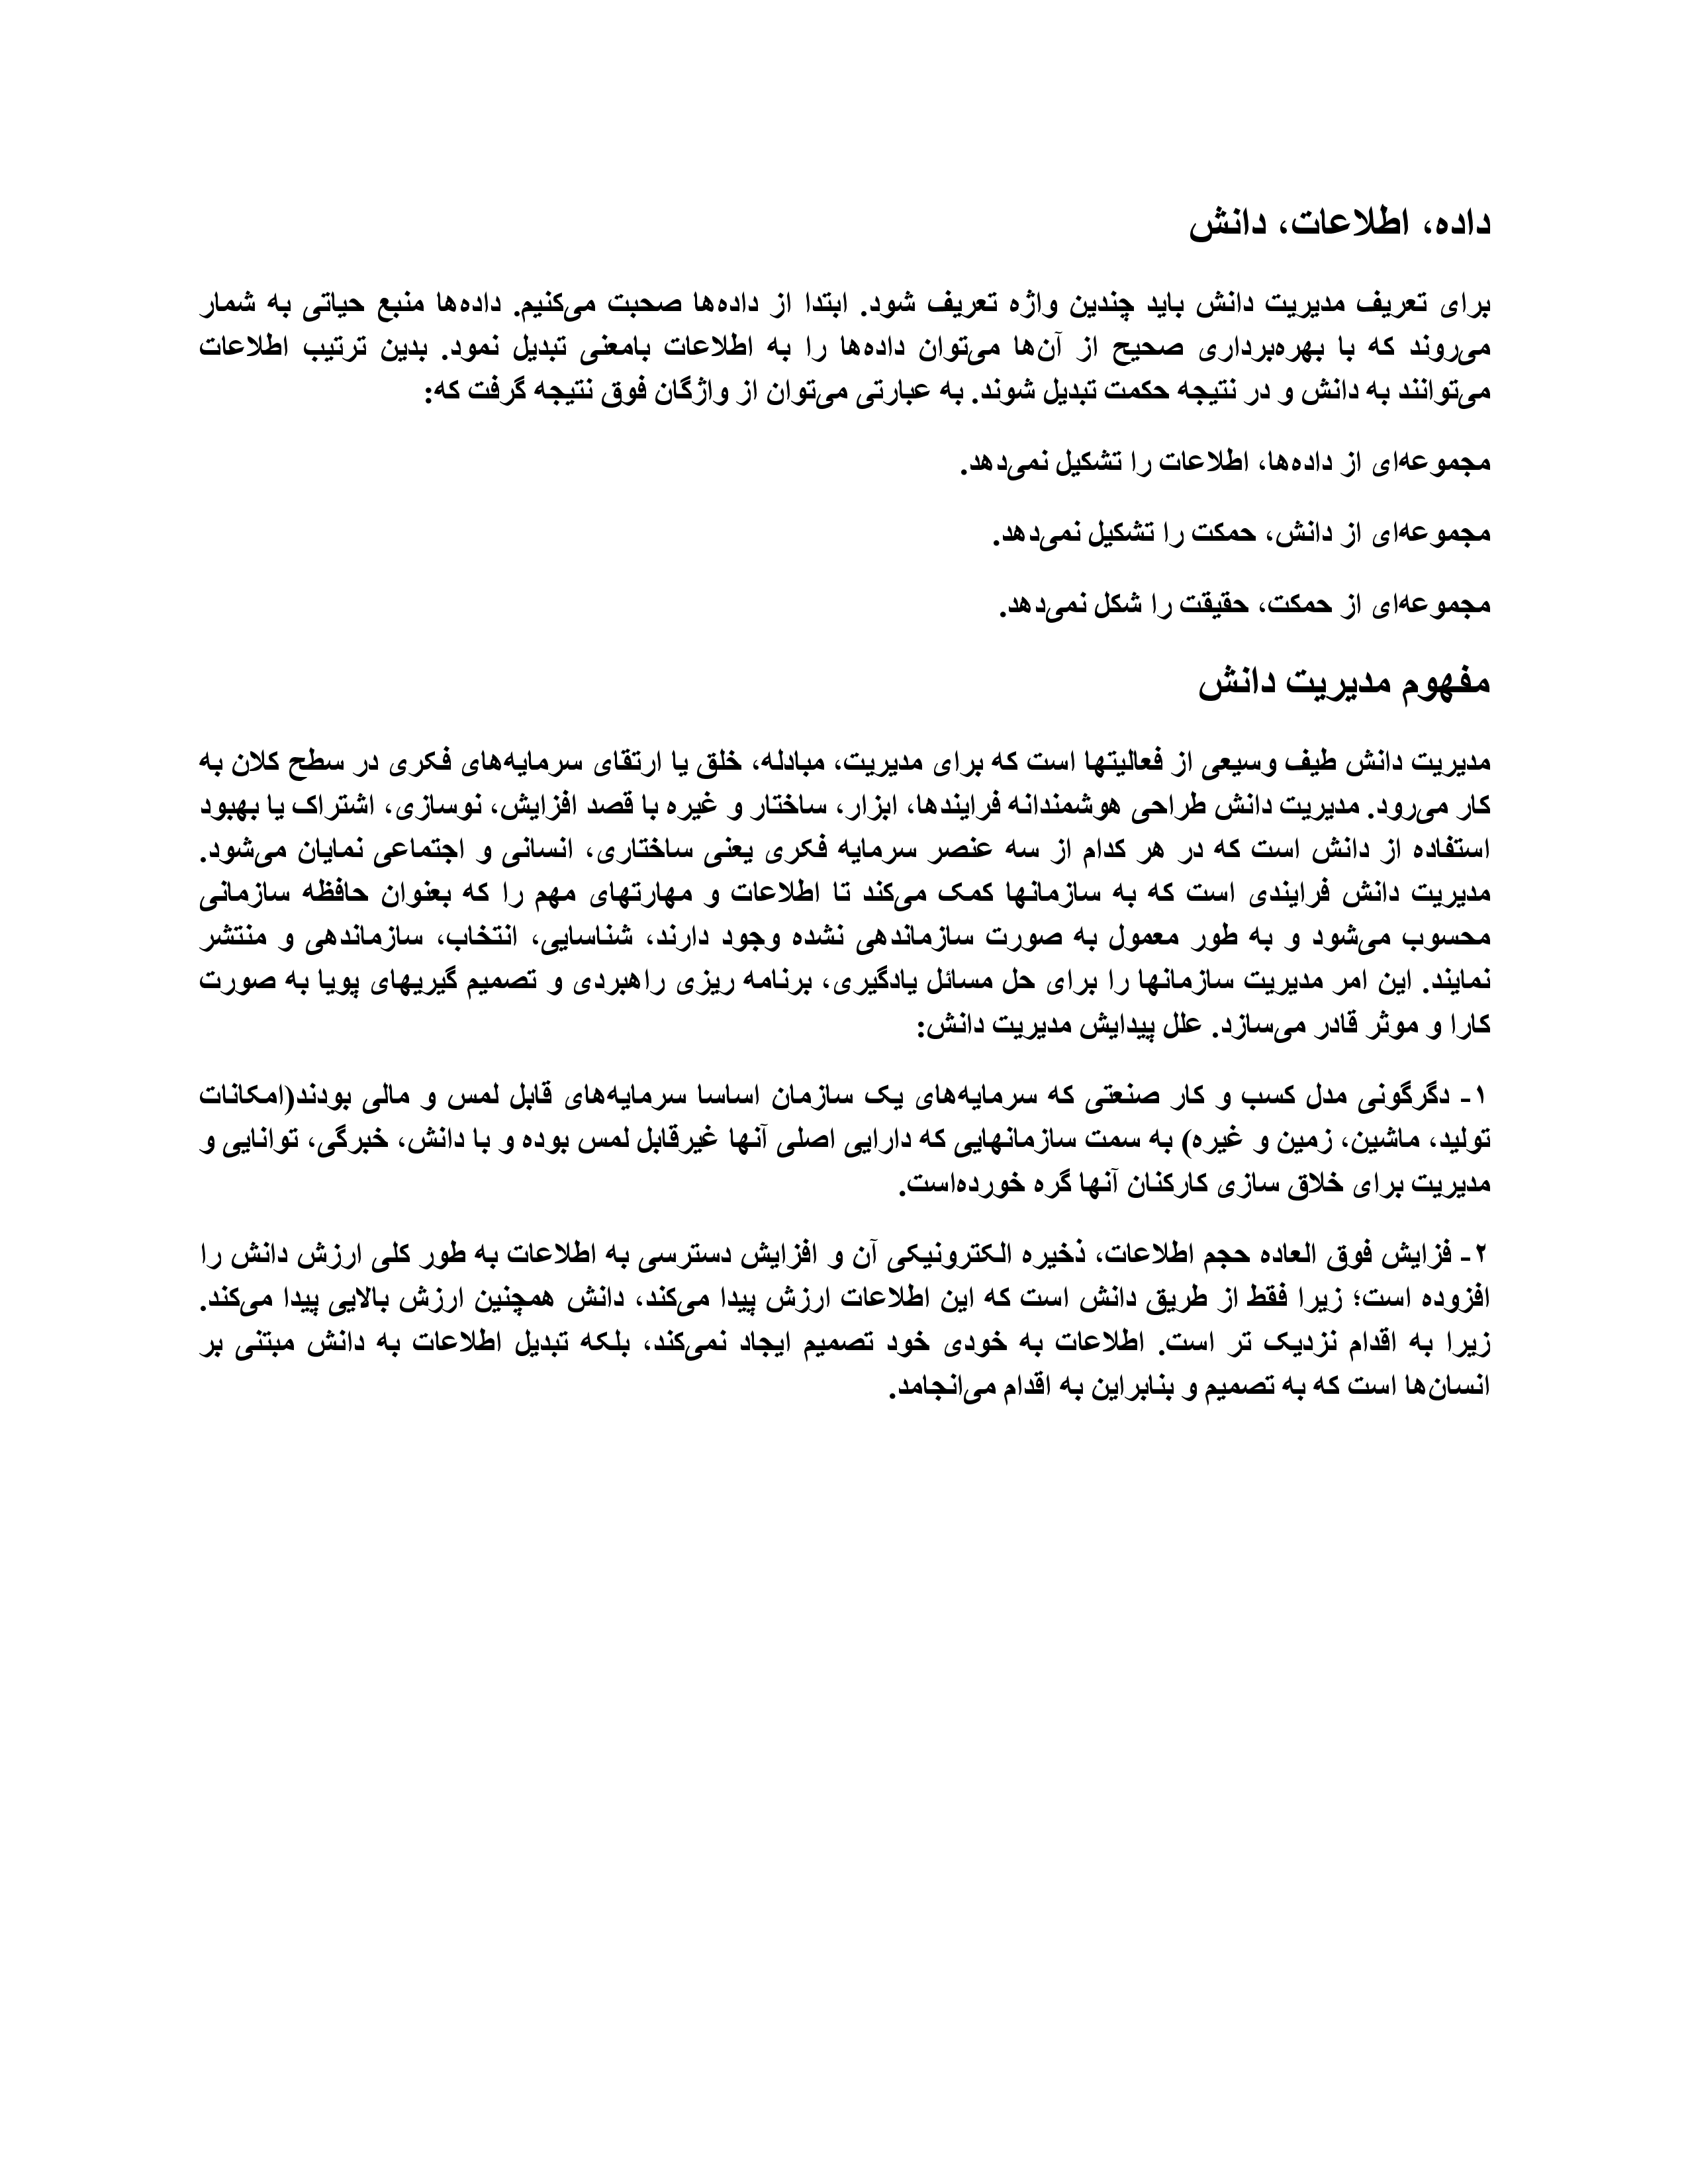 داده، اطلاعات، دانش
برای تعریف مدیریت دانش باید چندین واژه تعریف شود. ابتدا از داده‌ها صحبت می‌کنیم. داده‌ها منبع حیاتی به شمار
می‌روند که با بهره‌برداری صحیح از آن‌ها می‌توان داده‌ها را به اطلاعات بامعنی تبدیل نمود. بدین ترتیب اطلاعات
می‌توانند به دانش و در نتیجه حکمت تبدیل شوند. به عبارتی می‌توان از واژگان فوق نتیجه گرفت که:
مجموعه‌ای از داده‌ها، اطلاعات را تشکیل نمی‌دهد.
مجموعه‌ای از دانش، حمکت را تشکیل نمی‌دهد.
مجموعه‌ای از حمکت، حقیقت را شکل نمی‌دهد.
مفهوم مدیریت دانش
مدیریت دانش طیف وسیعی از فعالیتها است که برای مدیریت، مبادله، خلق یا ارتقای سرمایه‌های فکری در سطح کلان به
کار می‌رود. مدیریت دانش طراحی هوشمندانه فرایندها، ابزار، ساختار و غیره با قصد افزایش، نوسازی، اشتراک یا بهبود
استفاده از دانش است که در هر کدام از سه عنصر سرمایه فکری یعنی ساختاری، انسانی و اجتماعی نمایان می‌شود.
مدیریت دانش فرایندی است که به سازمانها کمک می‌کند تا اطلاعات و مهارتهای مهم را که بعنوان حافظه سازمانی
محسوب می‌شود و به طور معمول به صورت سازماندهی نشده وجود دارند، شناسایی، انتخاب، سازماندهی و منتشر
نمایند. این امر مدیریت سازمانها را برای حل مسائل یادگیری، برنامه ریزی راهبردی و تصمیم گیریهای پویا به صورت
کارا و موثر قادر می‌سازد. علل پیدایش مدیریت دانش:
۱- دگرگونی مدل کسب و کار صنعتی که سرمایه‌های یک سازمان اساسا سرمایه‌های قابل لمس و مالی بودند(امکانات
تولید، ماشین، زمین و غیره) به سمت سازمانهایی که دارایی اصلی آنها غیرقابل لمس بوده و با دانش، خبرگی، توانایی و
مدیریت برای خلاق سازی کارکنان آنها گره خورده‌است.
۲- فزایش فوق العاده حجم اطلاعات، ذخیره الکترونیکی آن و افزایش دسترسی به اطلاعات به طور کلی ارزش دانش را
افزوده است؛ زیرا فقط از طریق دانش است که این اطلاعات ارزش پیدا می‌کند، دانش همچنین ارزش بالایی پیدا می‌کند.
زیرا به اقدام نزدیک تر است. اطلاعات به خودی خود تصمیم ایجاد نمی‌کند، بلکه تبدیل اطلاعات به دانش مبتنی بر
انسان‌ها است که به تصمیم و بنابراین به اقدام می‌انجامد.